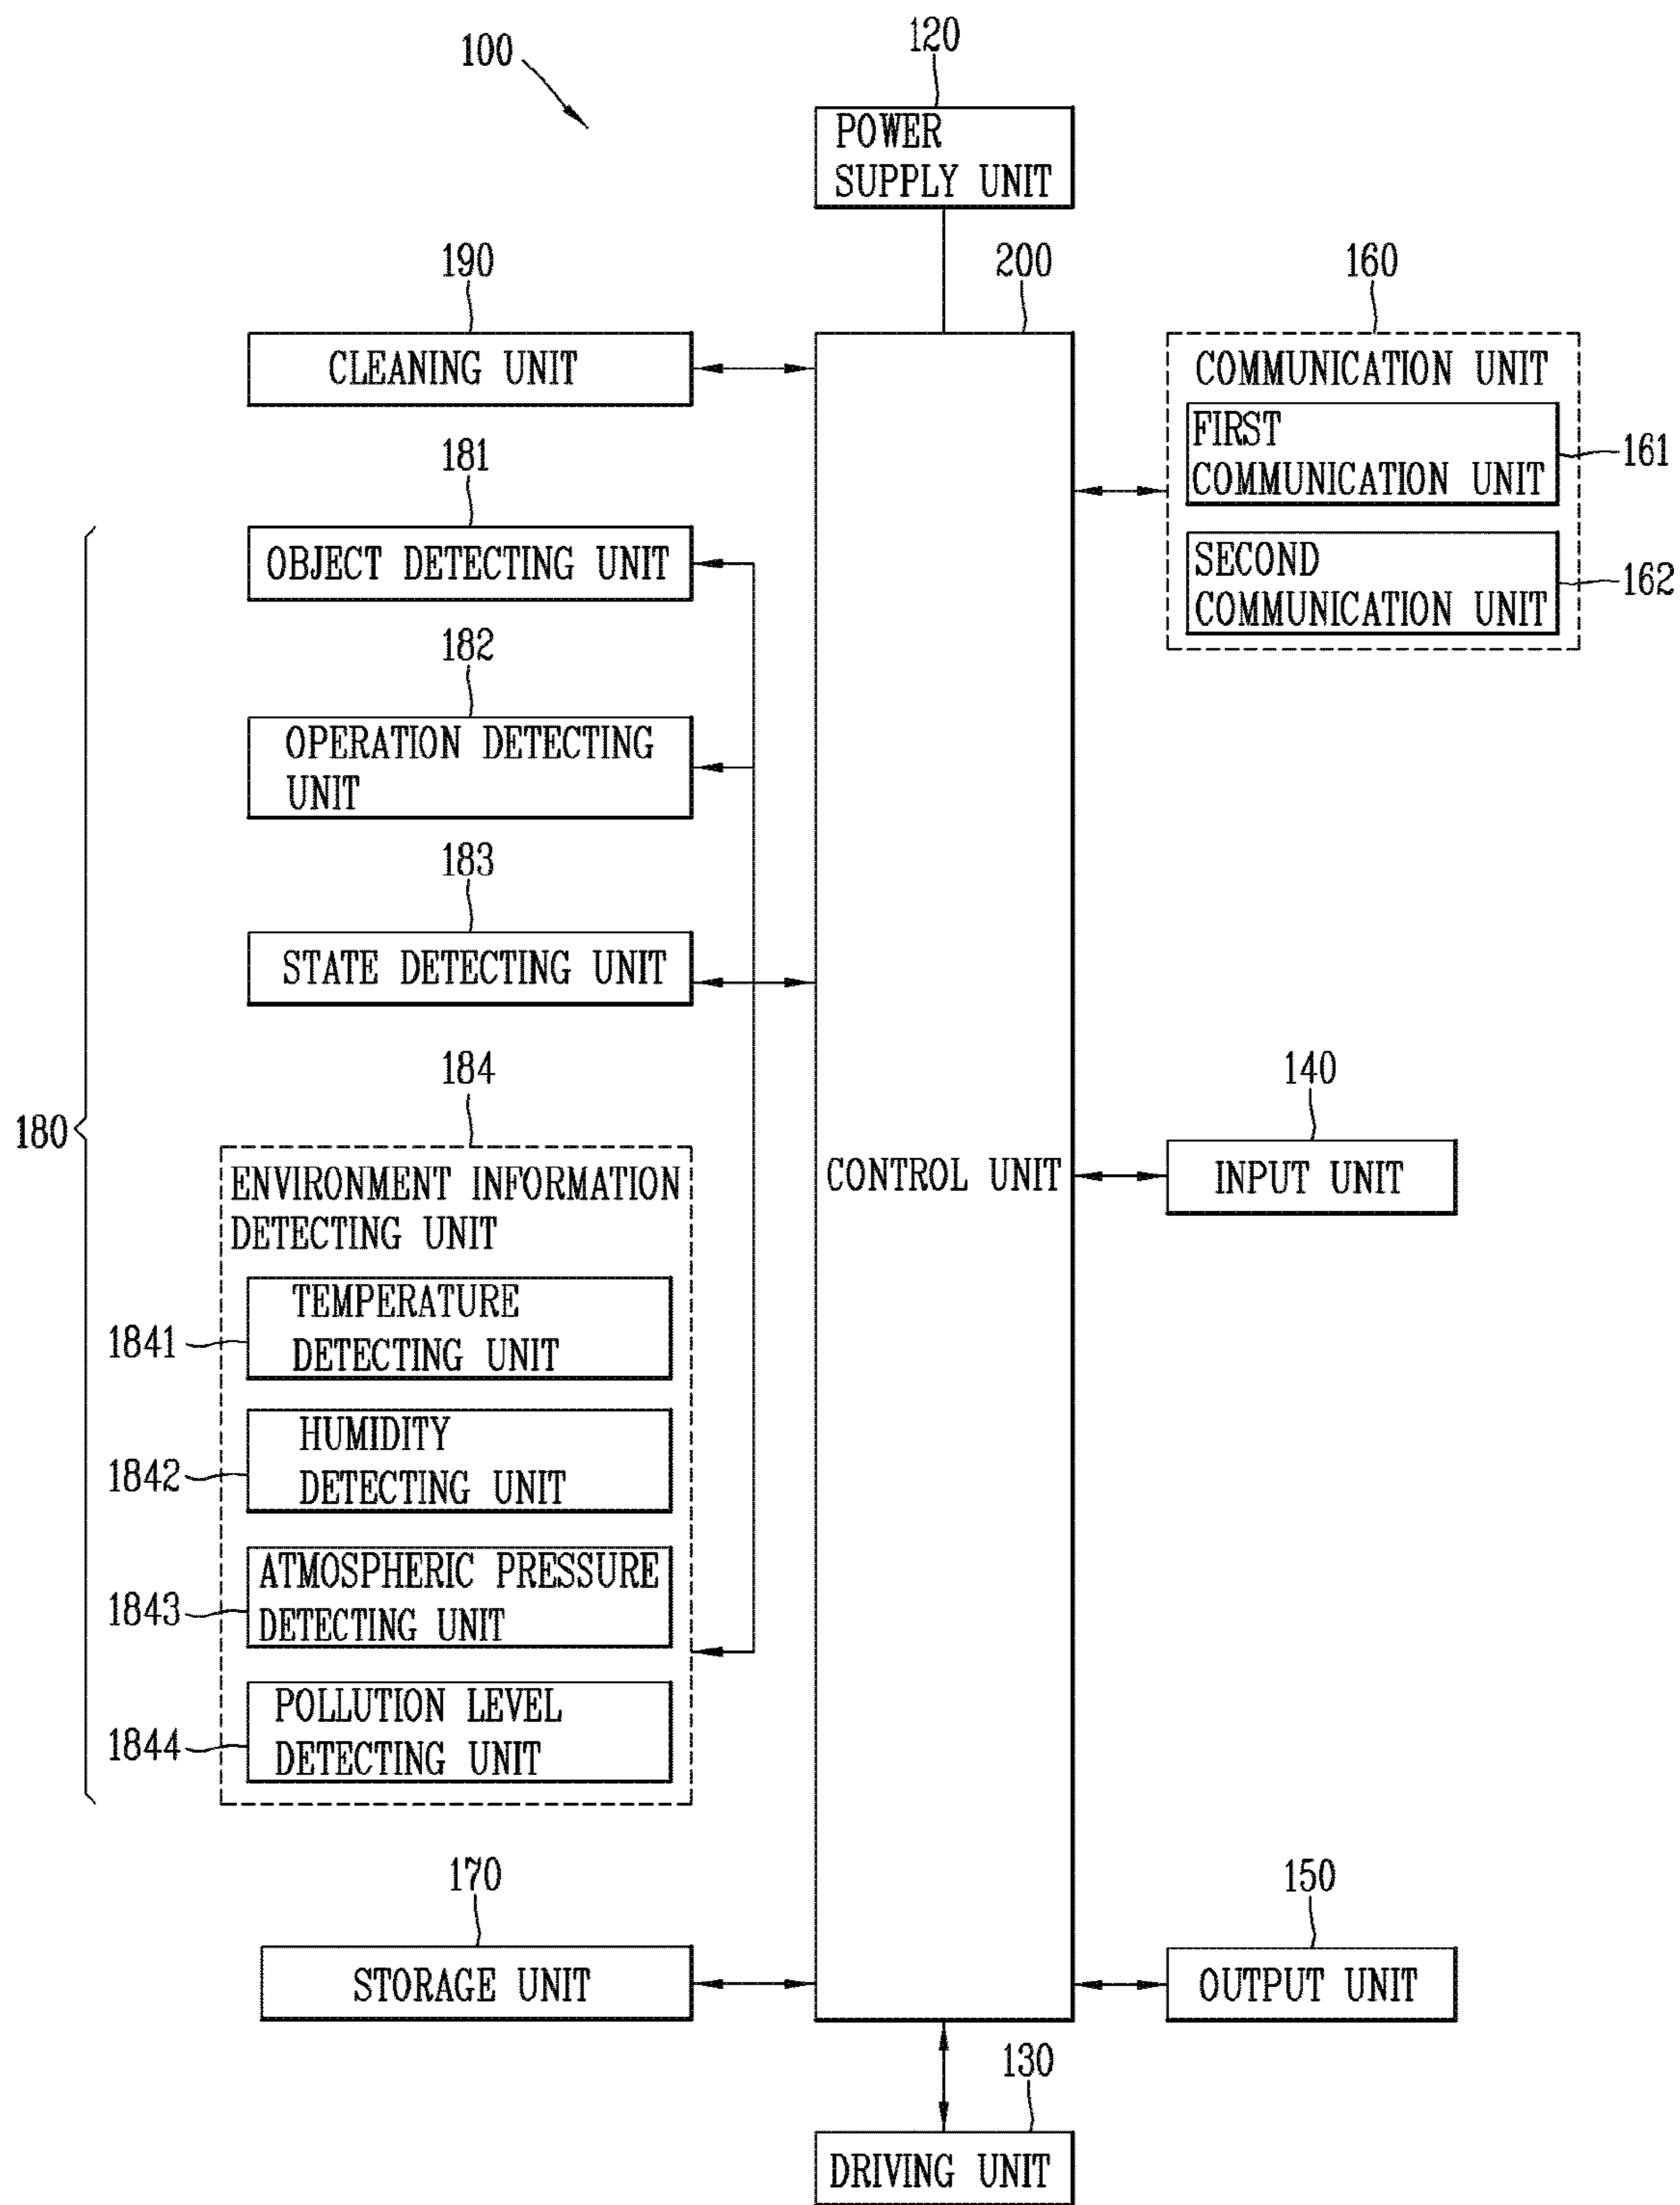 100
120
POWER
SUPPLY UNIT
190
200
160
CLEANING UNIT
COMMUNICATION UNIT
FIRST
COMMUNICATION UNIT
161
181
OBJECT DETECTING UNIT
SECOND
COMMUNICATION UNIT
162
182
OPERATION DETECTING
UNIT
183
STATE DETECTING UNIT
184
140
180
ENVIRONMENT INFORMATION
DETECTING UNIT
CONTROL UNIT
INPUT UNIT
TEMPERATURE
DETECTING UNIT
1841
HUMIDITY
DETECTING UNIT
1842
ATMOSPHERIC PRESSURE
DETECTING UNIT
1843
POLLUTION LEVEL
DETECTING UNIT
1844
170
150
STORAGE UNIT
OUTPUT UNIT
130
DRIVING UNIT